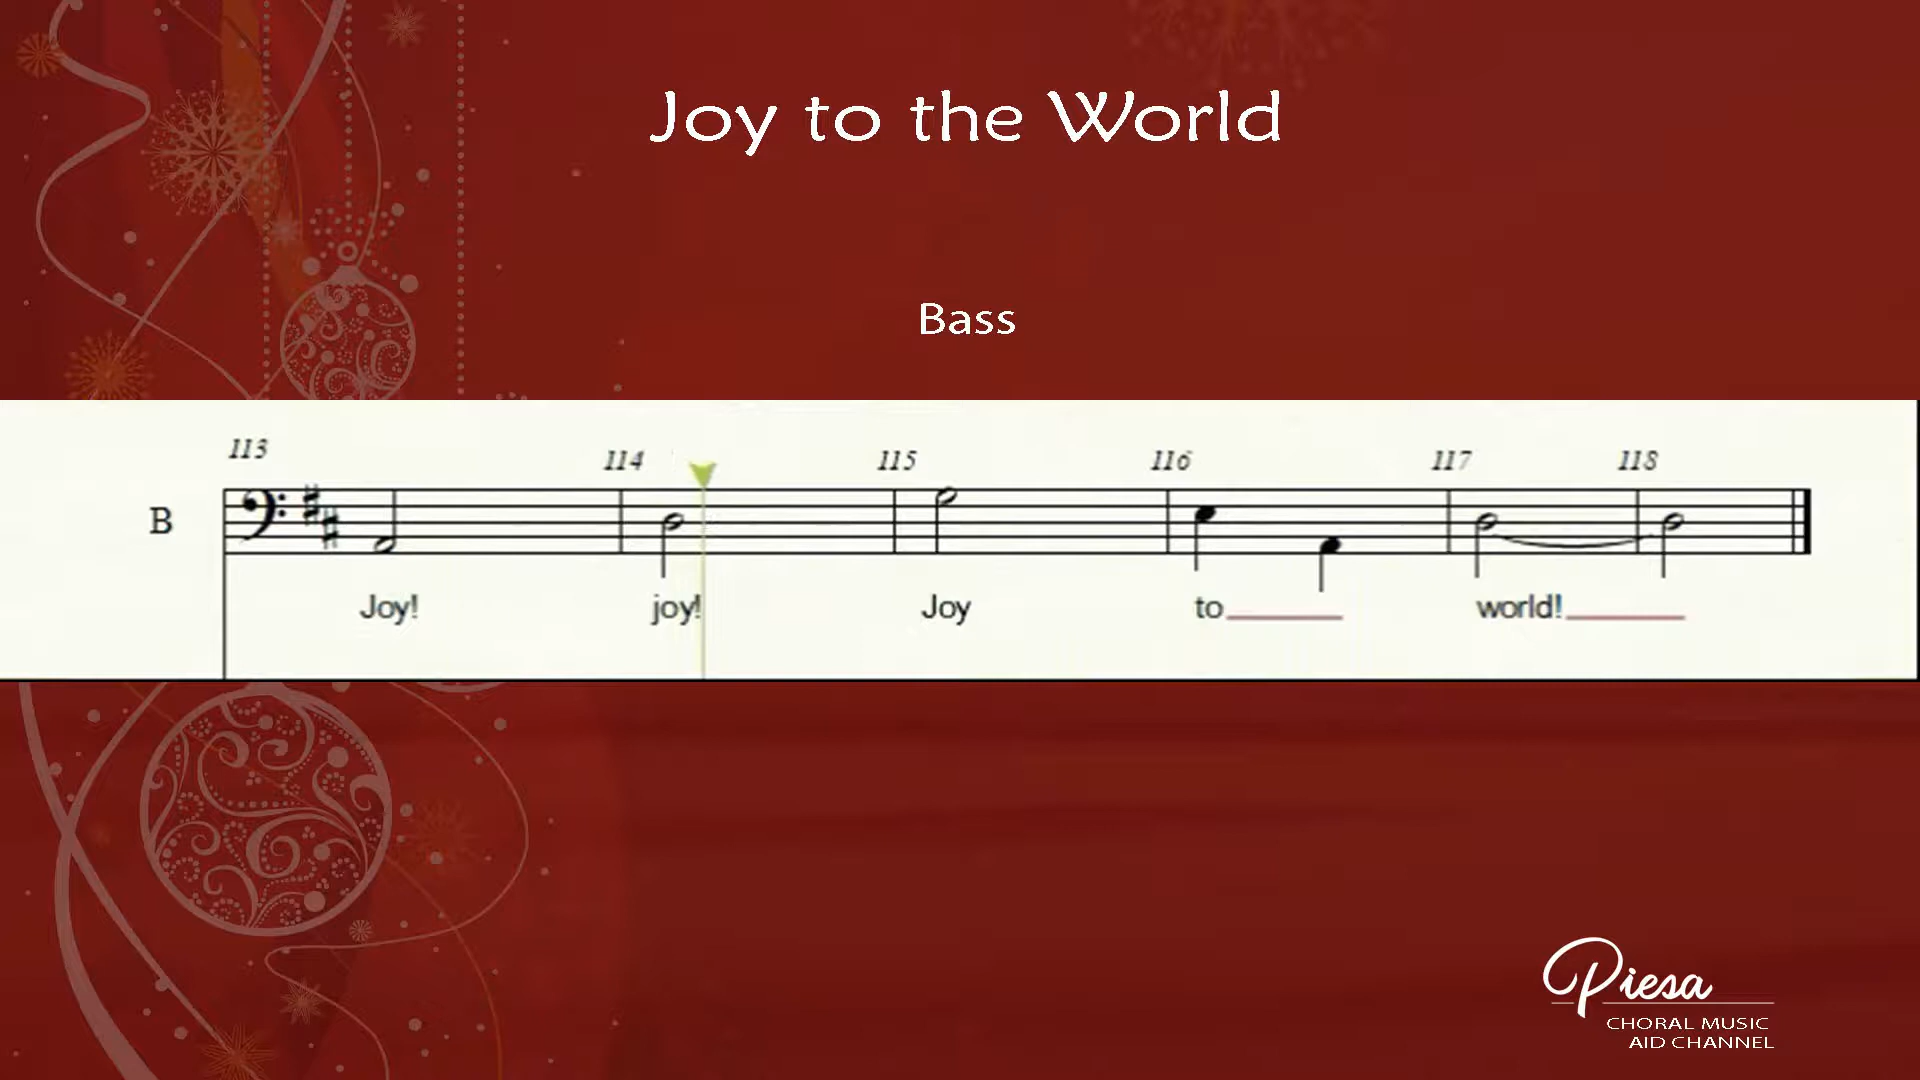 Joy to the World
Bass
113 114 115 116 117 118
B
Joy! joy! Joy to world!
Piesa
CHORAL MUSIC
AID CHANNEL